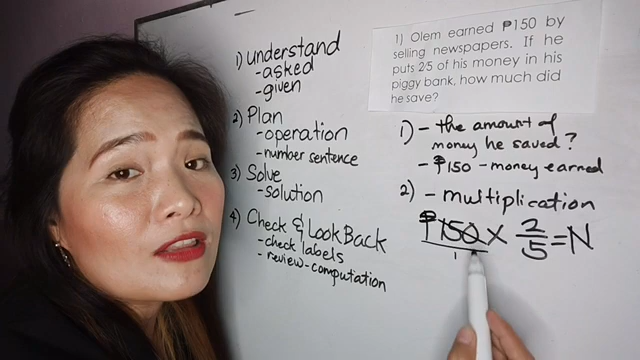 1) understand
-asked
-given
2) Plan
-operation
-number sentence
3) Solve
-solution
4) Check & Look Back
-check labels
-review-computation
1) Olem earned ₱150 by
selling newspapers. If he
puts 2⁄5 of his money in his
piggy bank, how much did
he save?
1) - the amount of
money he saved?
- ₱150 - money earned
2) - multiplication
₱150 x 2/5 = N
1